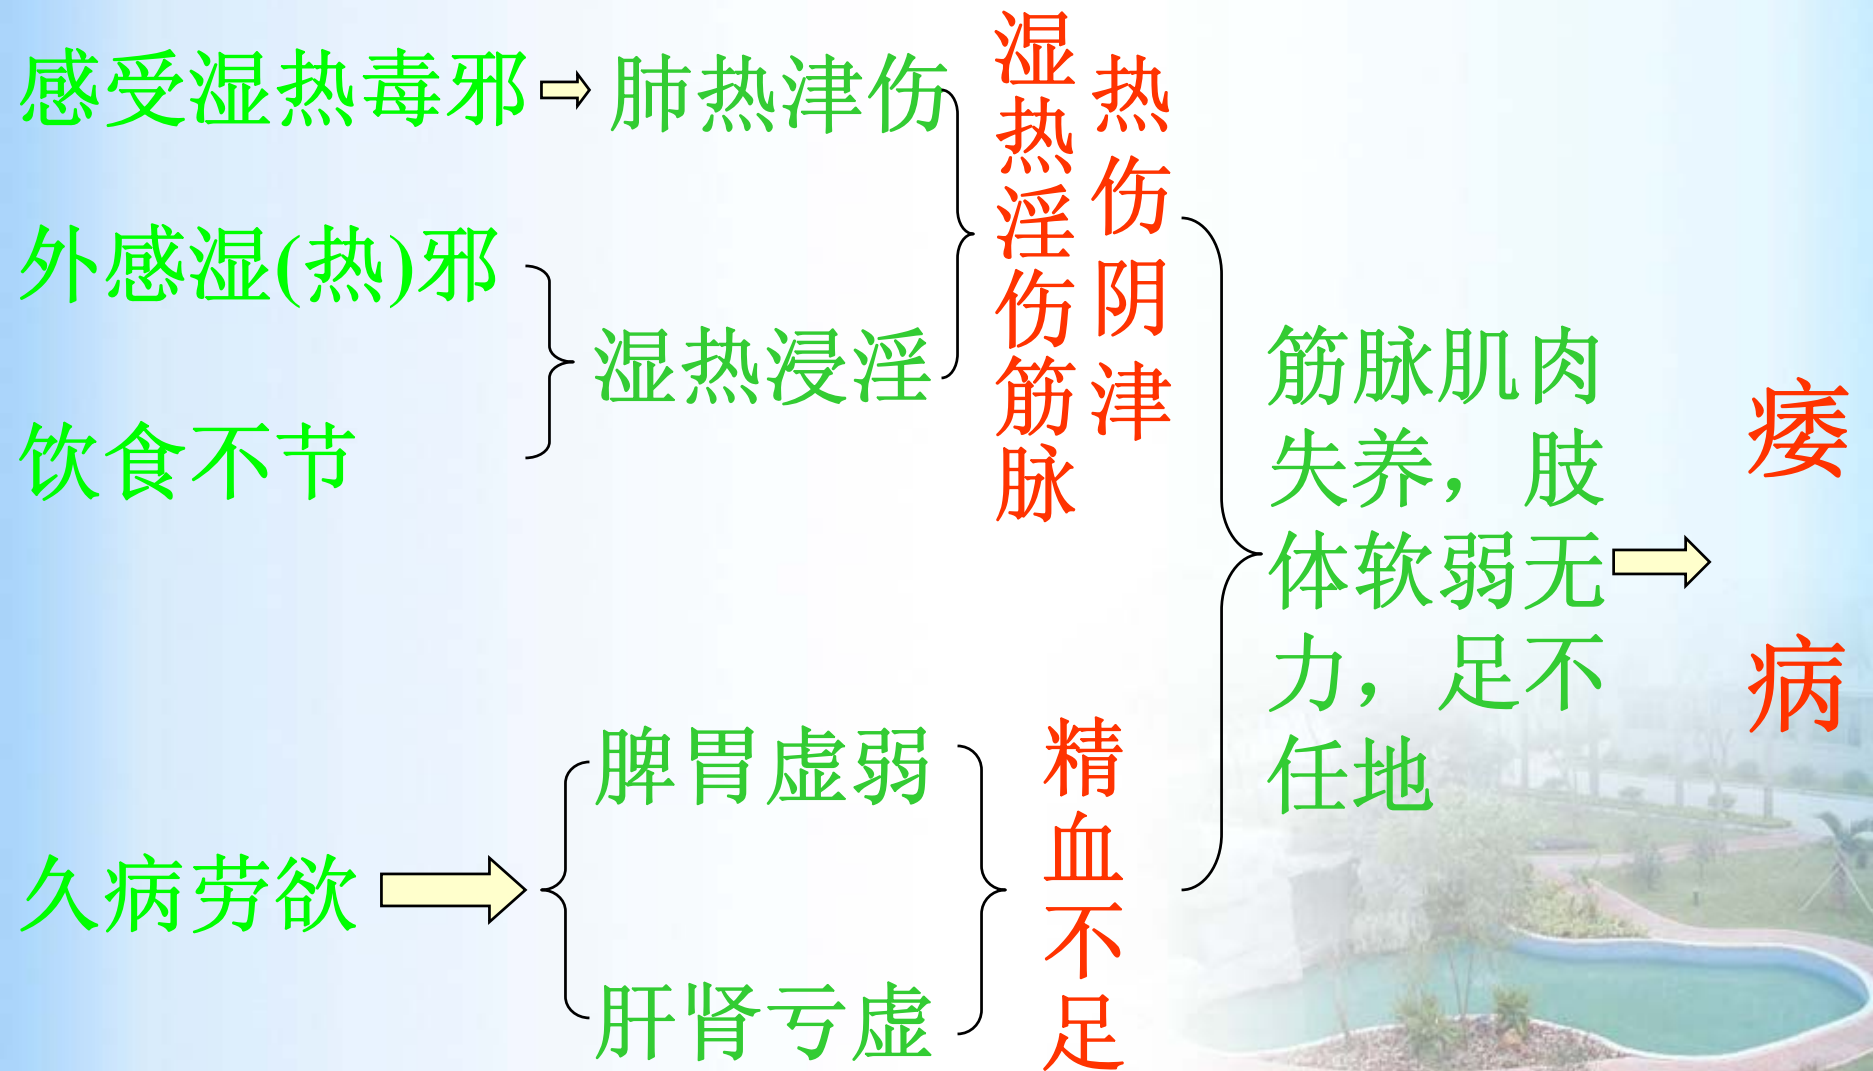 感受湿热毒邪
肺热津伤
外感湿(热)邪
饮食不节
湿热浸淫
湿热淫伤筋脉
热伤阴津
久病劳欲
脾胃虚弱
肝肾亏虚
精血不足
筋脉肌肉
失养，肢
体软弱无
力，足不
任地
痿病